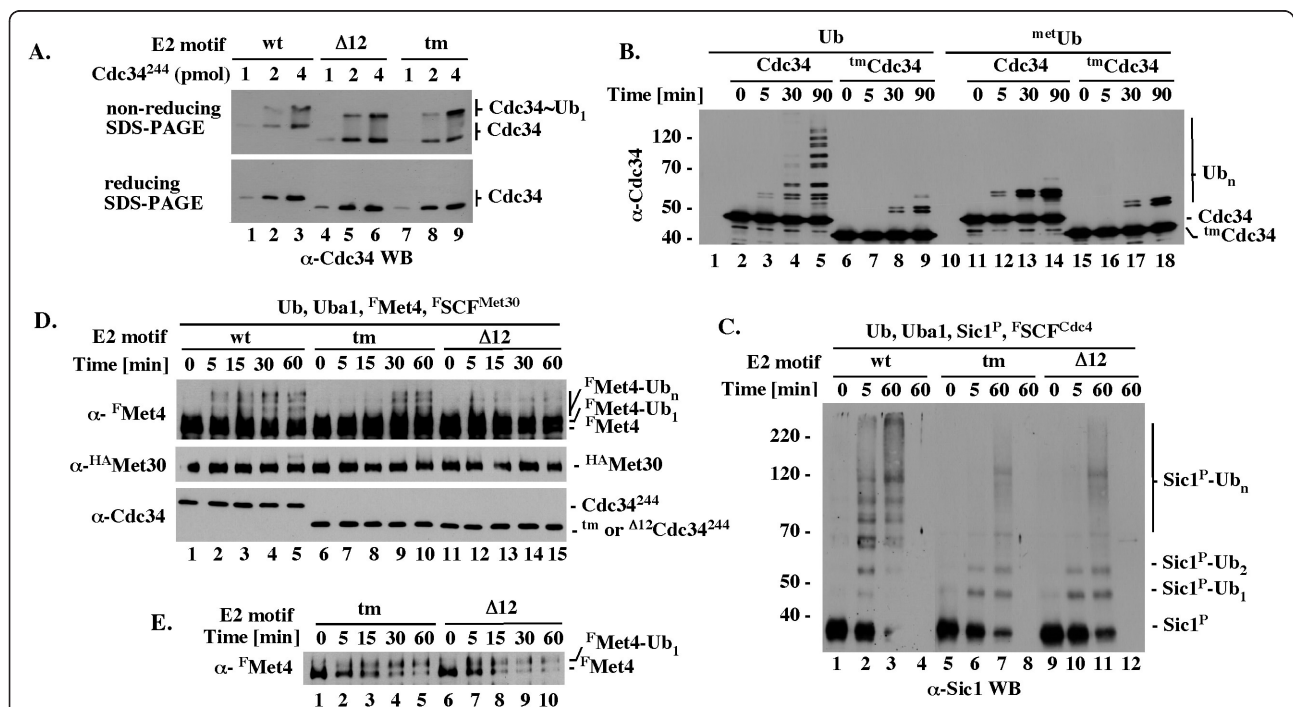 A.
E2 motif wt Δ12 tm
Cdc34²⁴⁴ (pmol) 1 2 4 1 2 4 1 2 4
non-reducing
SDS-PAGE
Cdc34~Ub₁
Cdc34
reducing
SDS-PAGE
Cdc34
1 2 3 4 5 6 7 8 9
α-Cdc34 WB
B.
Ub ᵐᵉᵗUb
Cdc34 ᵗᵐCdc34 Cdc34 ᵗᵐCdc34
Time [min] 0 5 30 90 0 5 30 90 0 5 30 90 0 5 30 90
α-Cdc34
120 -
70 -
50 -
40 -
Ubₙ
- Cdc34
ᵗᵐCdc34
1 2 3 4 5 6 7 8 9 10 11 12 13 14 15 16 17 18
D.
Ub, Uba1, ᶠMet4, ᶠSCFᴹᵉᵗ³⁰
E2 motif wt tm Δ12
Time [min] 0 5 15 30 60 0 5 15 30 60 0 5 15 30 60
α- ᶠMet4
ᶠMet4-Ubₙ
ᶠMet4-Ub₁
- ᶠMet4
α-ᴴᴬMet30
- ᴴᴬMet30
α-Cdc34
- Cdc34²⁴⁴
- ᵗᵐ or ᐃ¹²Cdc34²⁴⁴
1 2 3 4 5 6 7 8 9 10 11 12 13 14 15
E.
E2 motif tm Δ12
Time [min] 0 5 15 30 60 0 5 15 30 60
α- ᶠMet4
ᶠMet4-Ub₁
- ᶠMet4
1 2 3 4 5 6 7 8 9 10
C.
Ub, Uba1, Sic1ᴾ, ᶠSCFᶜᵈᶜ⁴
E2 motif wt tm Δ12
Time [min] 0 5 60 60 0 5 60 60 0 5 60 60
220 -
120 -
70 -
50 -
40 -
Sic1ᴾ-Ubₙ
- Sic1ᴾ-Ub₂
- Sic1ᴾ-Ub₁
- Sic1ᴾ
1 2 3 4 5 6 7 8 9 10 11 12
α-Sic1 WB